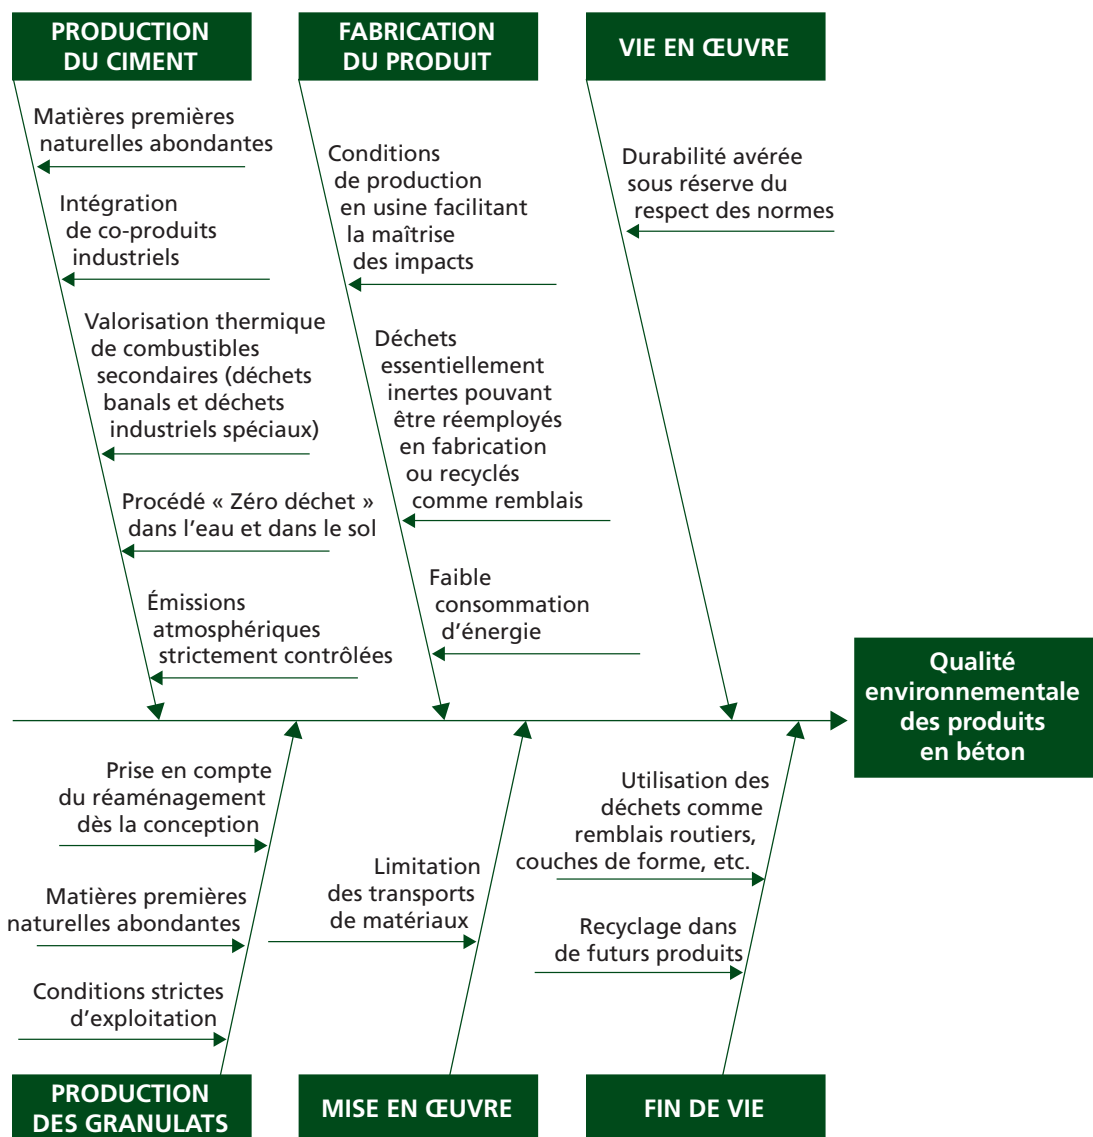 PRODUCTION
DU CIMENT
FABRICATION
DU PRODUIT
VIE EN ŒUVRE
Matières premières
naturelles abondantes
Intégration
de co-produits
industriels
Valorisation thermique
de combustibles
secondaires (déchets
banals et déchets
industriels spéciaux)
Procédé « Zéro déchet »
dans l’eau et dans le sol
Émissions
atmosphériques
strictement contrôlées
Conditions
de production
en usine facilitant
la maîtrise
des impacts
Déchets
essentiellement
inertes pouvant
être réemployés
en fabrication
ou recyclés
comme remblais
Faible
consommation
d’énergie
Durabilité avérée
sous réserve du
respect des normes
Qualité
environnementale
des produits
en béton
Prise en compte
du réaménagement
dès la conception
Matières premières
naturelles abondantes
Conditions strictes
d’exploitation
Limitation
des transports
de matériaux
Utilisation des
déchets comme
remblais routiers,
couches de forme, etc.
Recyclage dans
de futurs produits
PRODUCTION
DES GRANULATS
MISE EN ŒUVRE
FIN DE VIE